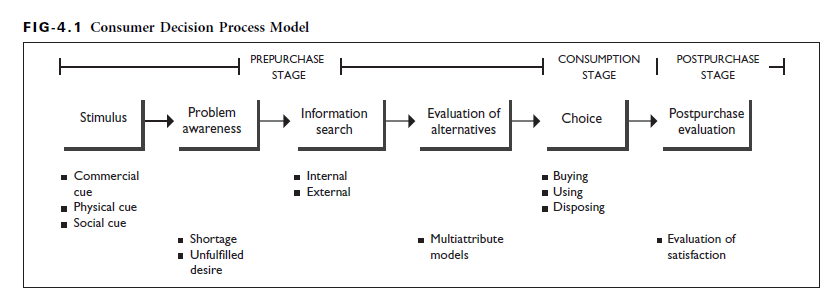 FIG-4.1 Consumer Decision Process Model
PREPURCHASE
STAGE
CONSUMPTION
STAGE
POSTPURCHASE
STAGE
Stimulus
Problem
awareness
Information
search
Evaluation of
alternatives
Choice
Postpurchase
evaluation
▪ Commercial
cue
▪ Physical cue
▪ Social cue
▪ Shortage
▪ Unfulfilled
desire
▪ Internal
▪ External
▪ Multiattribute
models
▪ Buying
▪ Using
▪ Disposing
▪ Evaluation of
satisfaction